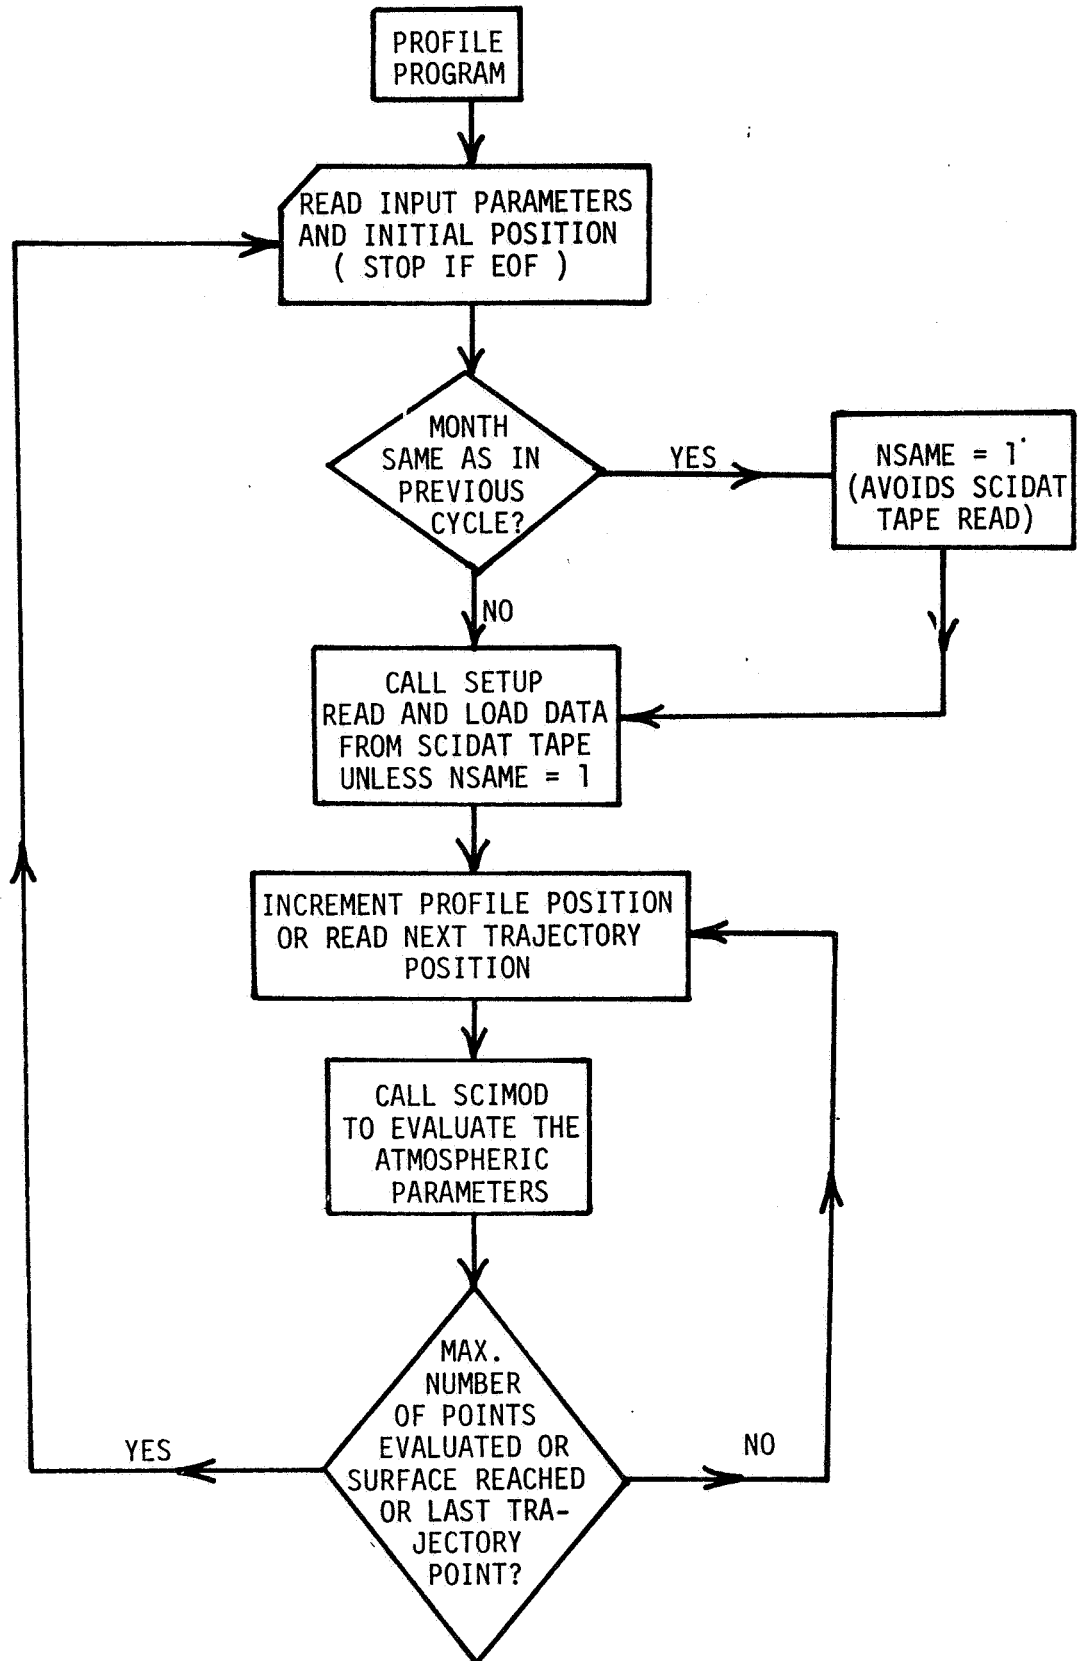 PROFILE
PROGRAM
READ INPUT PARAMETERS
AND INITIAL POSITION
( STOP IF EOF )
MONTH
SAME AS IN
PREVIOUS
CYCLE?
YES
NSAME = 1
(AVOIDS SCIDAT
TAPE READ)
NO
CALL SETUP
READ AND LOAD DATA
FROM SCIDAT TAPE
UNLESS NSAME = 1
INCREMENT PROFILE POSITION
OR READ NEXT TRAJECTORY
POSITION
CALL SCIMOD
TO EVALUATE THE
ATMOSPHERIC
PARAMETERS
MAX.
NUMBER
OF POINTS
EVALUATED OR
SURFACE REACHED
OR LAST TRA-
JECTORY
POINT?
YES
NO